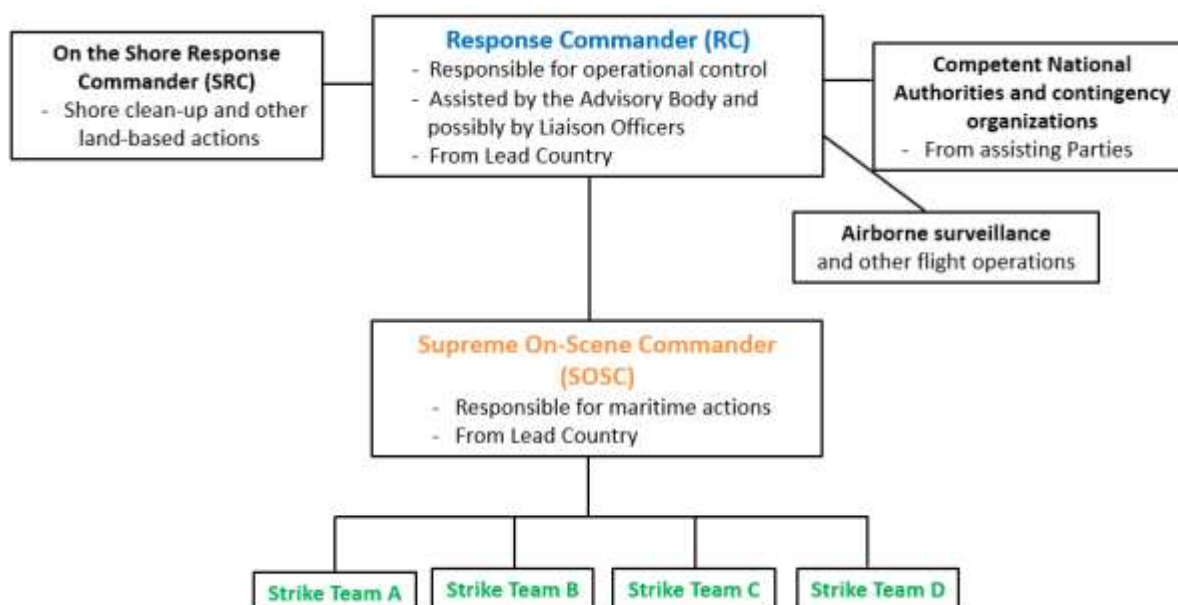 On the Shore Response
Commander (SRC)
- Shore clean-up and other
land-based actions
Response Commander (RC)
- Responsible for operational control
- Assisted by the Advisory Body and
possibly by Liaison Officers
- From Lead Country
Competent National
Authorities and contingency
organizations
- From assisting Parties
Airborne surveillance
and other flight operations
Supreme On-Scene Commander
(SOSC)
- Responsible for maritime actions
- From Lead Country
Strike Team A
Strike Team B
Strike Team C
Strike Team D